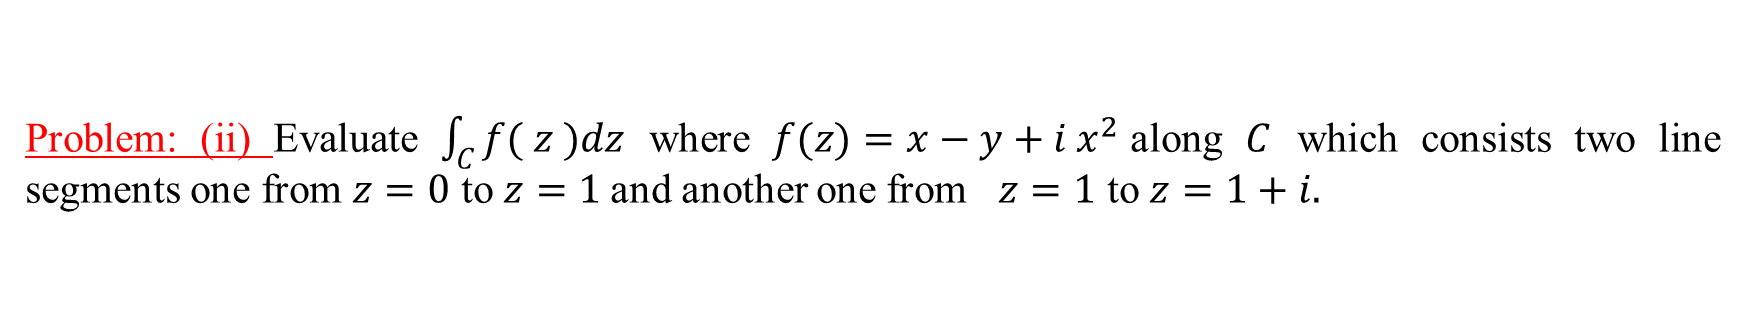 Problem: (ii) Evaluate ∫_C f( z )dz where f(z) = x − y + i x² along C which consists two line
segments one from z = 0 to z = 1 and another one from z = 1 to z = 1 + i.